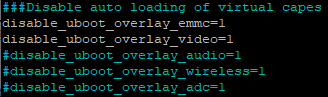 ###Disable auto loading of virtual capes
disable_uboot_overlay_emmc=1
disable_uboot_overlay_video=1
#disable_uboot_overlay_audio=1
#disable_uboot_overlay_wireless=1
#disable_uboot_overlay_adc=1